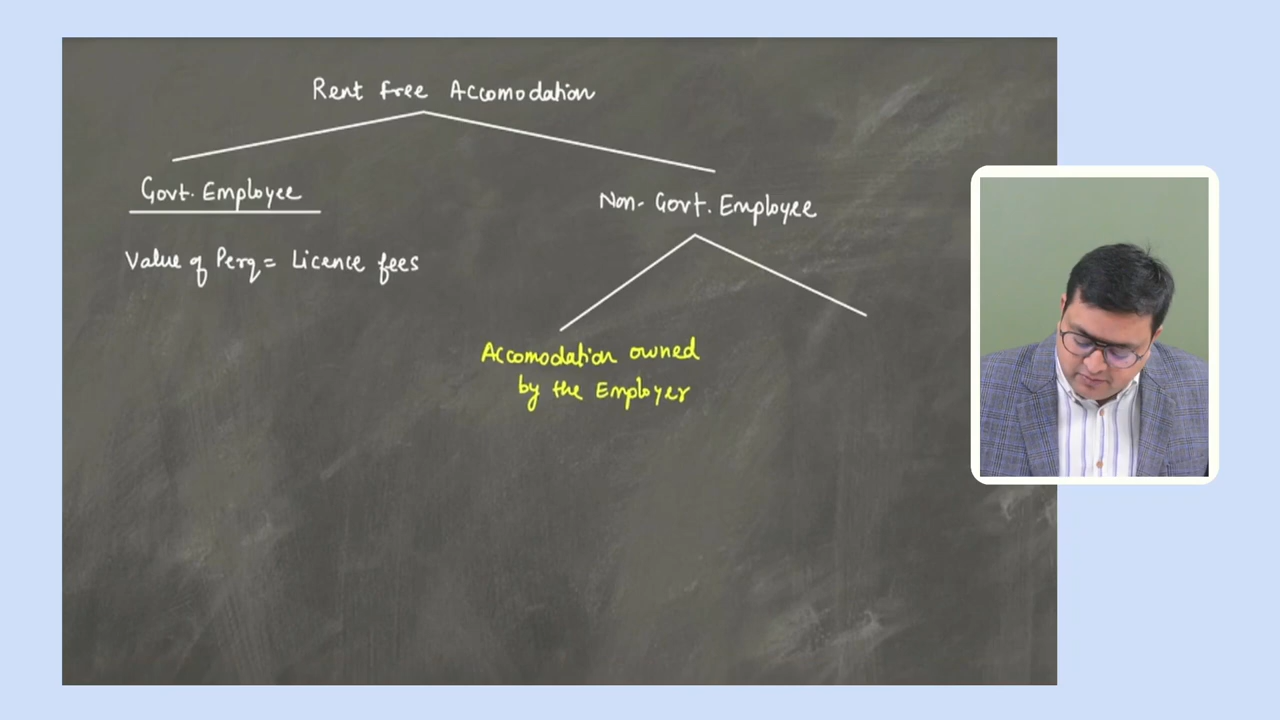 Rent free Accomodation
Govt. Employee
Non-Govt. Employee
Value of Perq = Licence fees
Accomodation owned
by the Employer